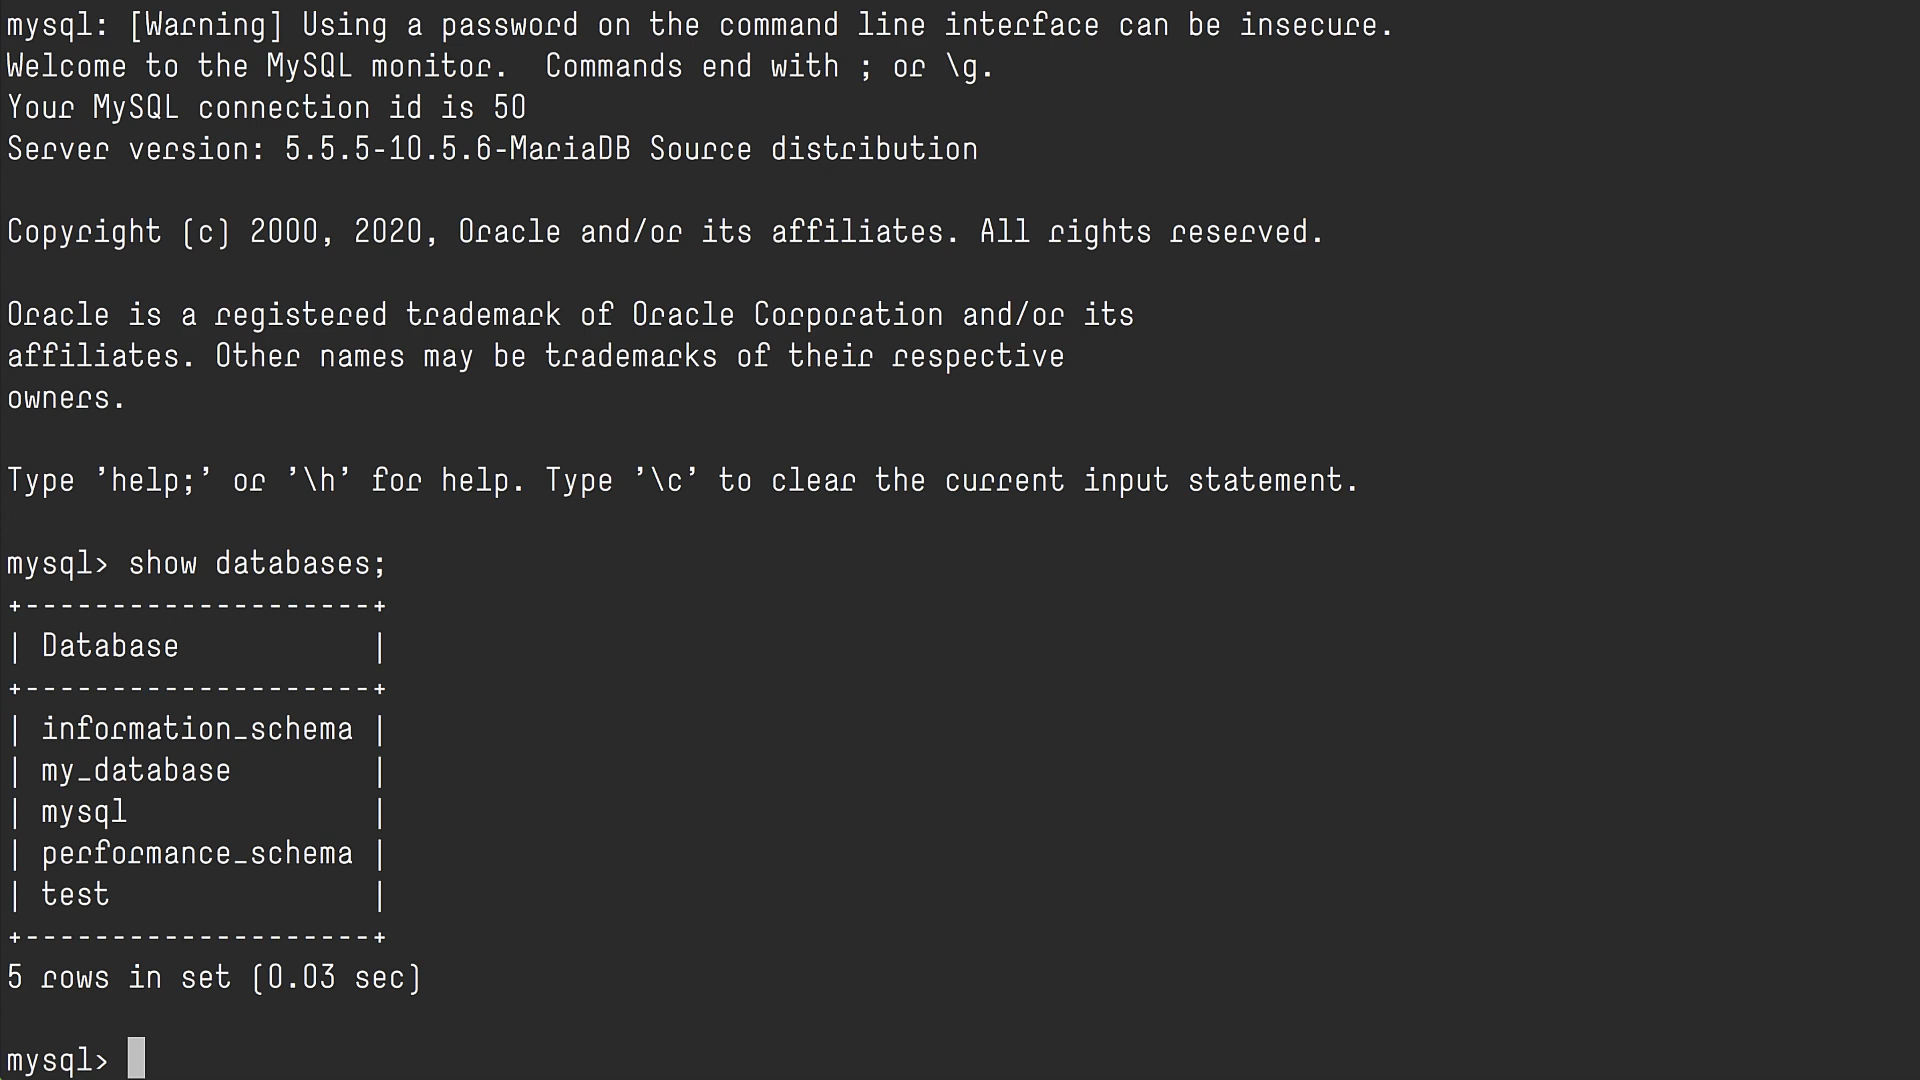 mysql: [Warning] Using a password on the command line interface can be insecure.
Welcome to the MySQL monitor.  Commands end with ; or \g.
Your MySQL connection id is 50
Server version: 5.5.5-10.5.6-MariaDB Source distribution

Copyright (c) 2000, 2020, Oracle and/or its affiliates. All rights reserved.

Oracle is a registered trademark of Oracle Corporation and/or its
affiliates. Other names may be trademarks of their respective
owners.

Type 'help;' or '\h' for help. Type '\c' to clear the current input statement.

mysql> show databases;
+--------------------+
| Database           |
+--------------------+
| information_schema |
| my_database        |
| mysql              |
| performance_schema |
| test               |
+--------------------+
5 rows in set (0.03 sec)

mysql>